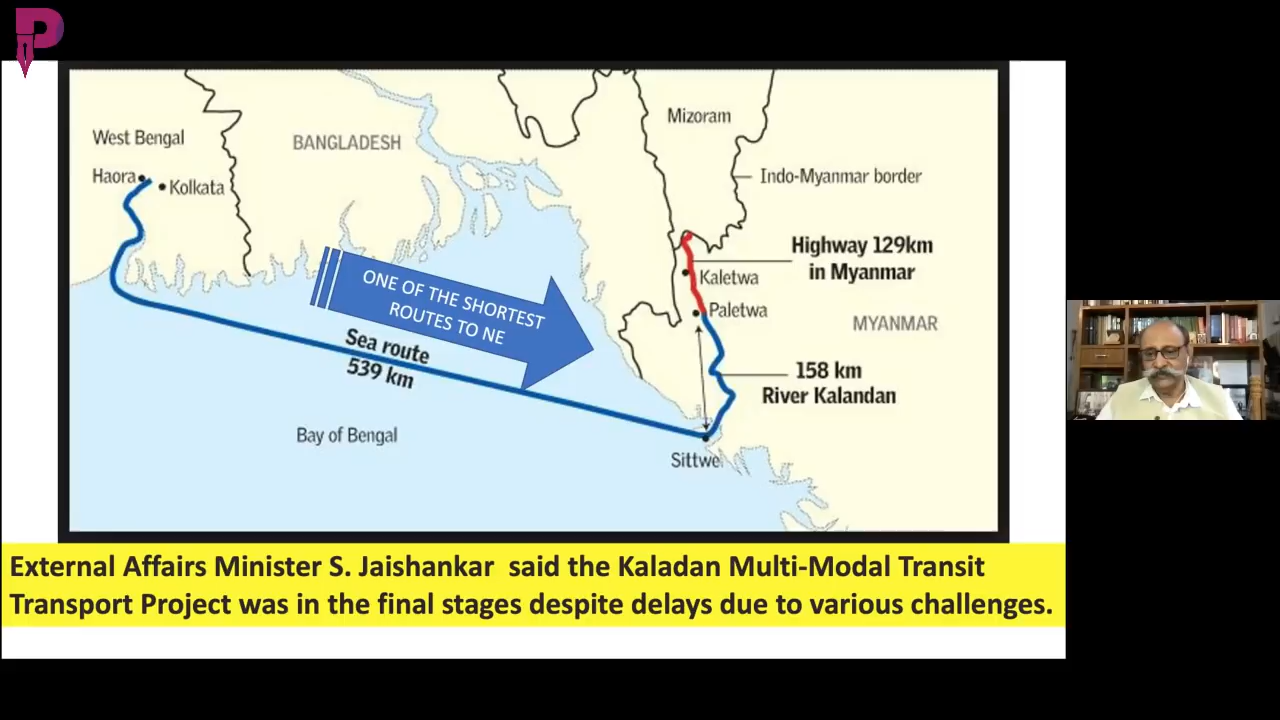 P
West Bengal
Haora
Kolkata
BANGLADESH
Mizoram
Indo-Myanmar border
Highway 129km
in Myanmar
Kaletwa
Paletwa
MYANMAR
ONE OF THE SHORTEST
ROUTES TO NE
Sea route
539 km
158 km
River Kalandan
Bay of Bengal
Sittwe
External Affairs Minister S. Jaishankar said the Kaladan Multi-Modal Transit
Transport Project was in the final stages despite delays due to various challenges.